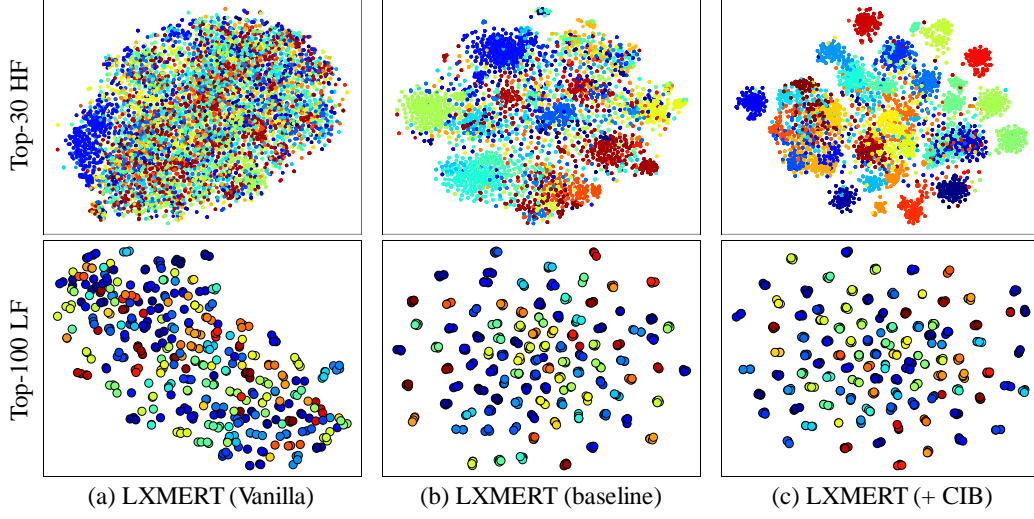 Top-30 HF
Top-100 LF
(a) LXMERT (Vanilla)
(b) LXMERT (baseline)
(c) LXMERT (+ CIB)